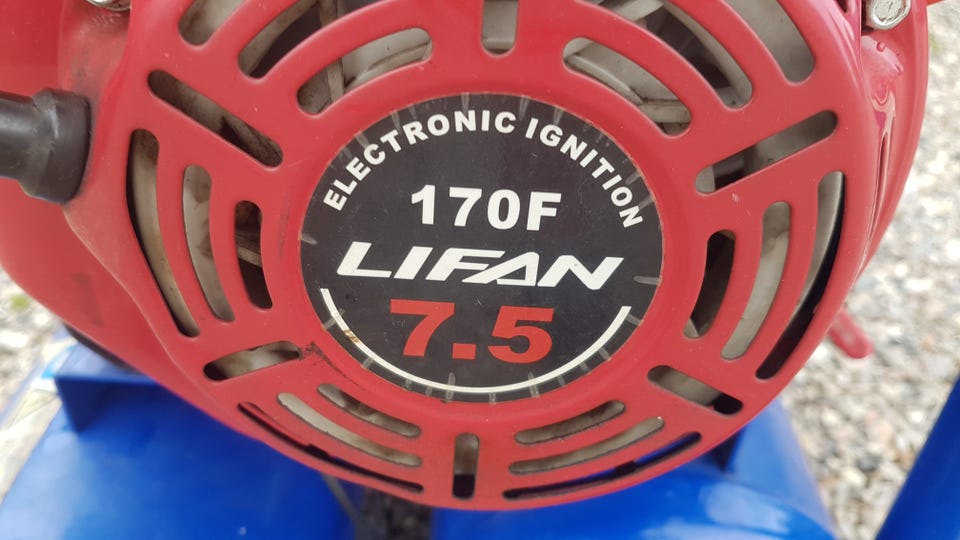 ELECTRONIC IGNITION
170F
LIFAN
7.5